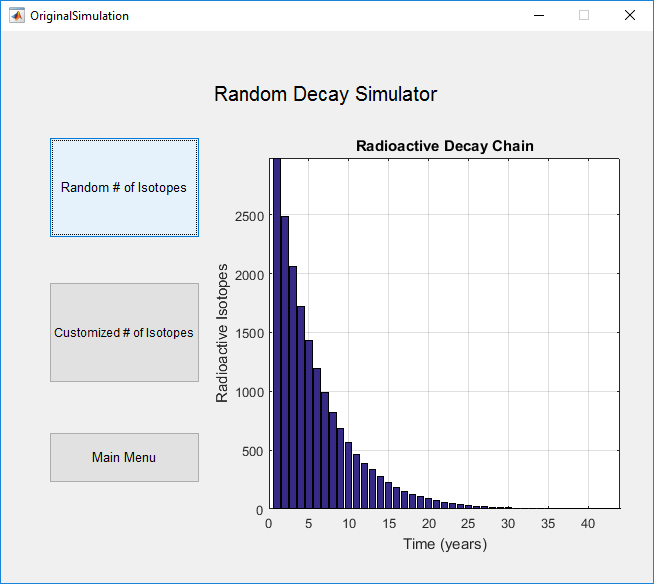 OriginalSimulation
Random Decay Simulator
Random # of Isotopes
Customized # of Isotopes
Main Menu
Radioactive Decay Chain
Radioactive Isotopes
2500
2000
1500
1000
500
0
0 5 10 15 20 25 30 35 40
Time (years)